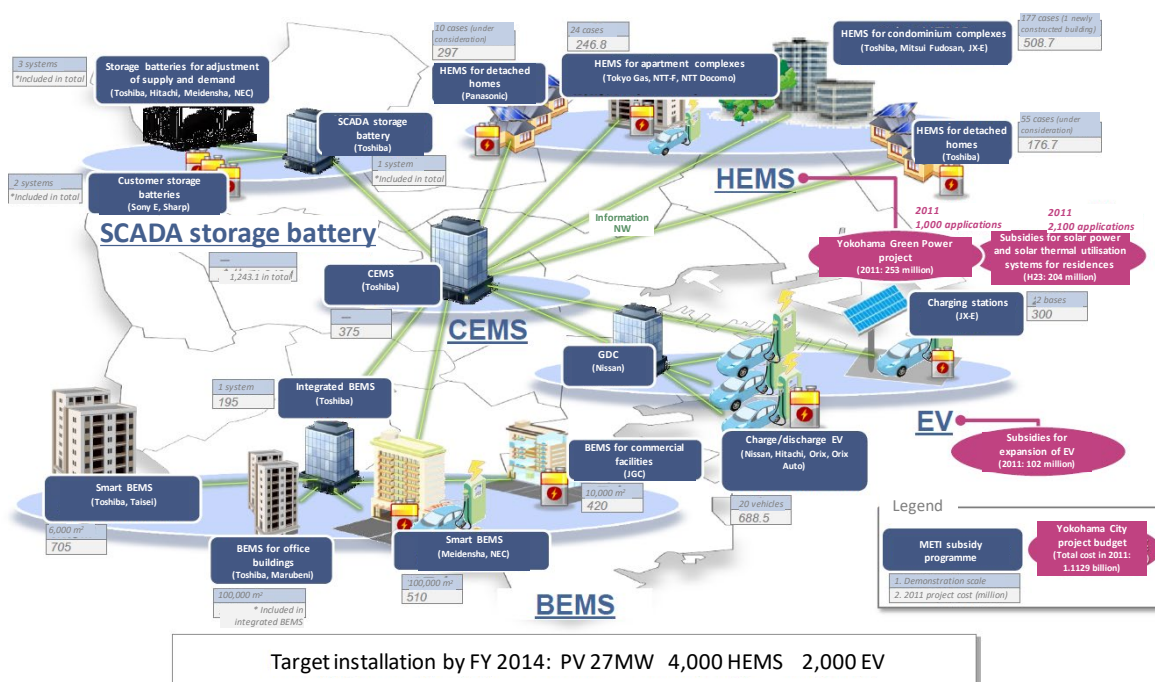 3 systems
*Included in total
Storage batteries for adjustment
of supply and demand
(Toshiba, Hitachi, Meidensha, NEC)
10 cases (under
consideration)
297
HEMS for detached
homes
(Panasonic)
24 cases
246.8
HEMS for apartment complexes
(Tokyo Gas, NTT-F, NTT Docomo)
HEMS for condominium complexes
(Toshiba, Mitsui Fudosan, JX-E)
177 cases (1 newly
constructed building)
508.7
SCADA storage
battery
(Toshiba)
1 system
*Included in total
2 systems
*Included in total
Customer storage
batteries
(Sony E, Sharp)
HEMS for detached
homes
(Toshiba)
55 cases (under
consideration)
176.7
HEMS
SCADA storage battery
Information
NW
2011
1,000 applications
2011
2,100 applications
Yokohama Green Power
project
(2011: 253 million)
Subsidies for solar power
and solar thermal utilisation
systems for residences
(H23: 204 million)
—
1,243.1 in total
CEMS
(Toshiba)
—
375
CEMS
Charging stations
(JX-E)
2 bases
300
GDC
(Nissan)
EV
Subsidies for
expansion of EV
(2011: 102 million)
1 system
195
Integrated BEMS
(Toshiba)
BEMS for commercial
facilities
(JGC)
10,000 m²
420
Charge/discharge EV
(Nissan, Hitachi, Orix, Orix
Auto)
20 vehicles
688.5
Smart BEMS
(Toshiba, Taisei)
6,000 m²
705
BEMS for office
buildings
(Toshiba, Marubeni)
100,000 m²
* Included in
integrated BEMS
Smart BEMS
(Meidensha, NEC)
100,000 m²
510
BEMS
Legend
METI subsidy
programme
1. Demonstration scale
2. 2011 project cost (million)
Yokohama City
project budget
(Total cost in 2011:
1.1129 billion)
Target installation by FY 2014: PV 27MW 4,000 HEMS 2,000 EV